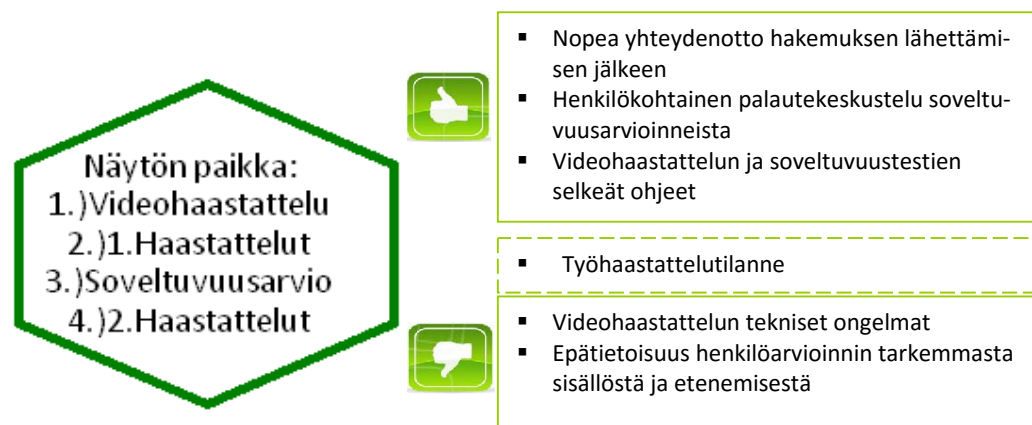 Näytön paikka:
1.)Videohaastattelu
2.)1.Haastattelut
3.)Soveltuvuusarvio
4.)2.Haastattelut
▪ Nopea yhteydenotto hakemuksen lähettämi-
sen jälkeen
▪ Henkilökohtainen palautekeskustelu soveltu-
vuusarvioinneista
▪ Videohaastattelun ja soveltuvuustestien
selkeät ohjeet
▪ Työhaastattelutilanne
▪ Videohaastattelun tekniset ongelmat
▪ Epätietoisuus henkilöarvioinnin tarkemmasta
sisällöstä ja etenemisestä